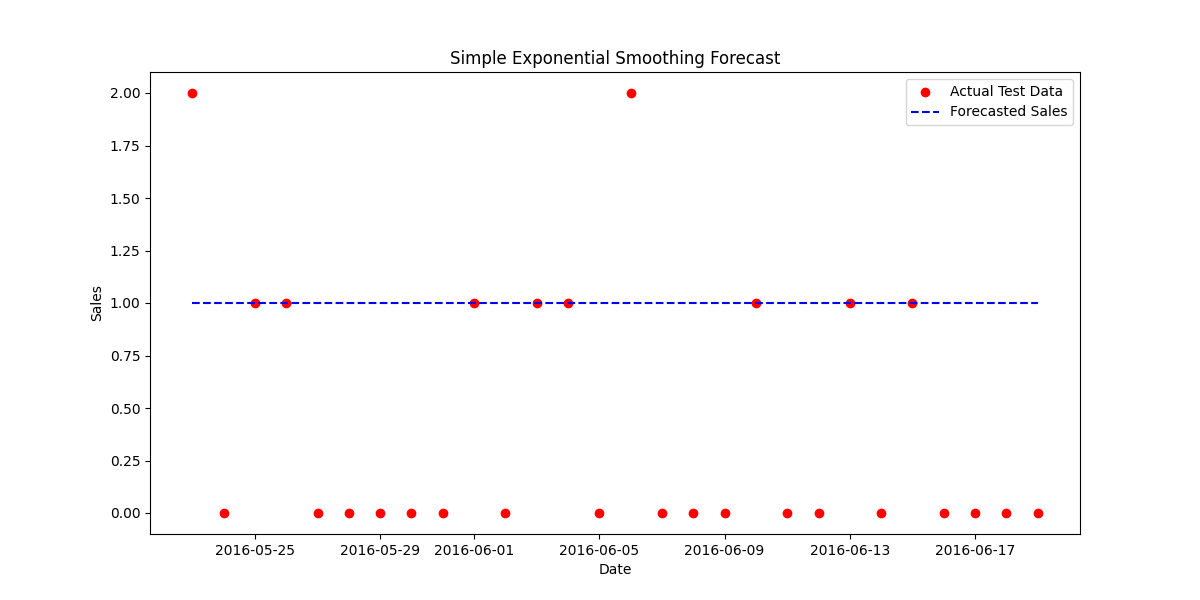 Simple Exponential Smoothing Forecast
Actual Test Data
Forecasted Sales
2.00
1.75
1.50
1.25
1.00
0.75
0.50
0.25
0.00
Sales
2016-05-25 2016-05-29 2016-06-01 2016-06-05 2016-06-09 2016-06-13 2016-06-17
Date